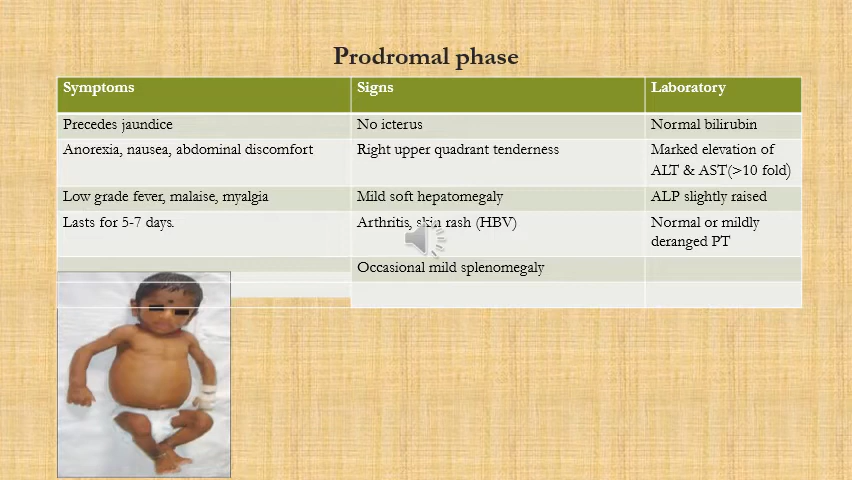 Prodromal phase
Symptoms Signs Laboratory
Precedes jaundice No icterus Normal bilirubin
Anorexia, nausea, abdominal discomfort Right upper quadrant tenderness Marked elevation of
ALT & AST(>10 fold)
Low grade fever, malaise, myalgia Mild soft hepatomegaly ALP slightly raised
Lasts for 5-7 days. Arthritis, skin rash (HBV) Normal or mildly
deranged PT
Occasional mild splenomegaly